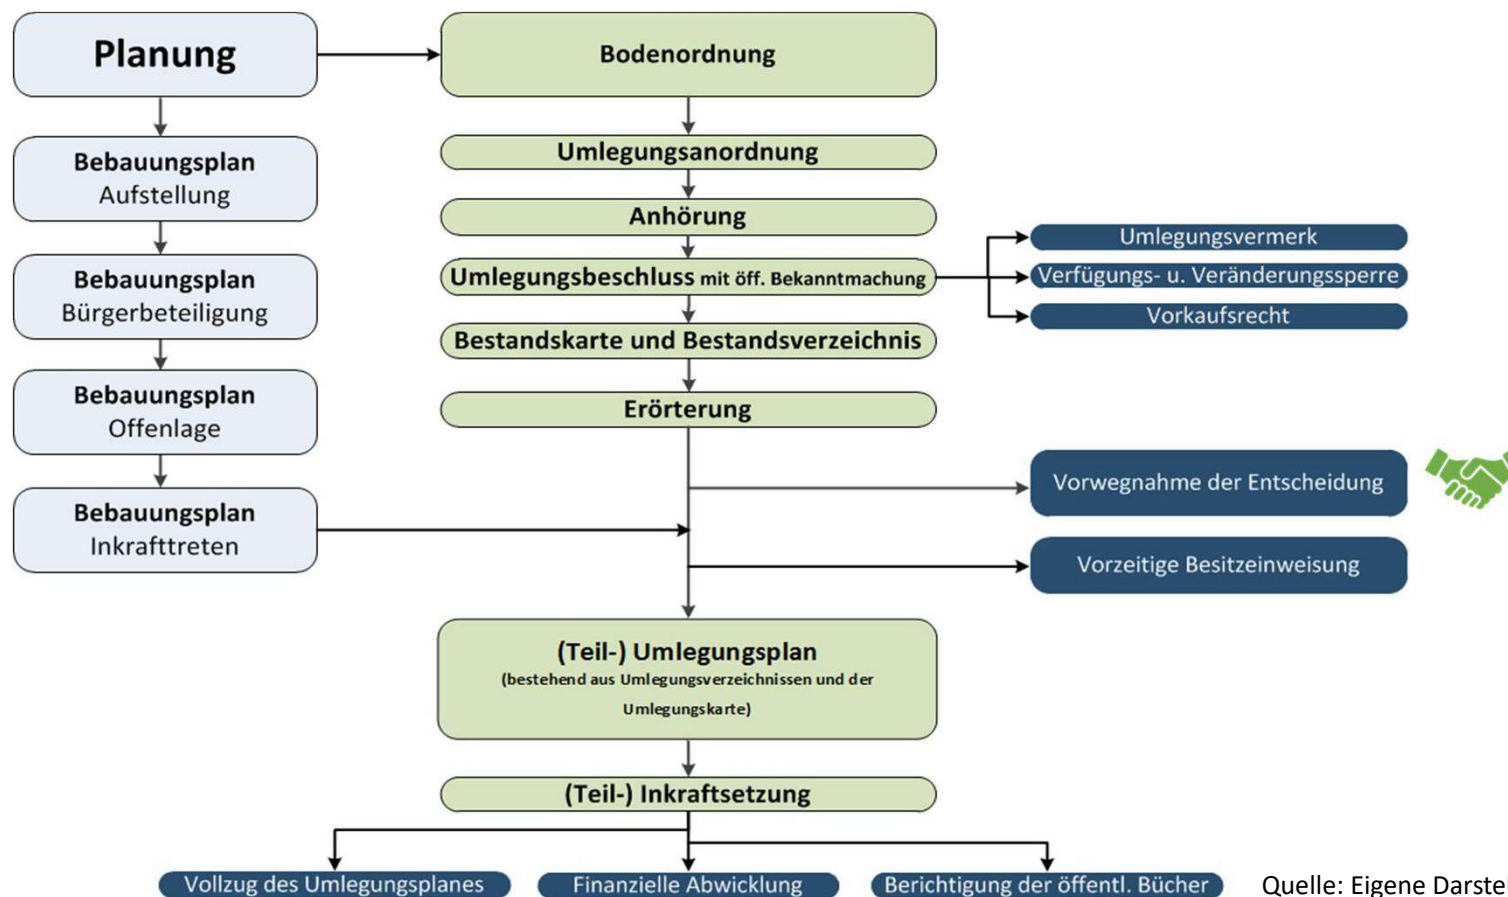 Planung
Bodenordnung
Bebauungsplan
Aufstellung
Bebauungsplan
Bürgerbeteiligung
Bebauungsplan
Offenlage
Bebauungsplan
Inkrafttreten
Umlegungsanordnung
Anhörung
Umlegungsbeschluss mit öff. Bekanntmachung
Bestandskarte und Bestandsverzeichnis
Erörterung
Umlegungsvermerk
Verfügungs- u. Veränderungssperre
Vorkaufsrecht
Vorwegnahme der Entscheidung
Vorzeitige Besitzeinweisung
(Teil-) Umlegungsplan
(bestehend aus Umlegungsverzeichnissen und der
Umlegungskarte)
(Teil-) Inkraftsetzung
Vollzug des Umlegungsplanes
Finanzielle Abwicklung
Berichtigung der öffentl. Bücher
Quelle: Eigene